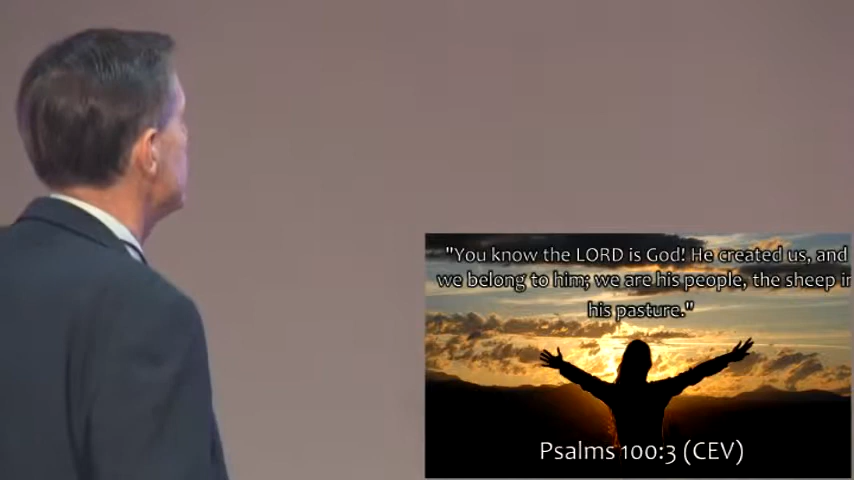 "You know the LORD is God! He created us, and
we belong to him; we are his people, the sheep in
his pasture."
Psalms 100:3 (CEV)